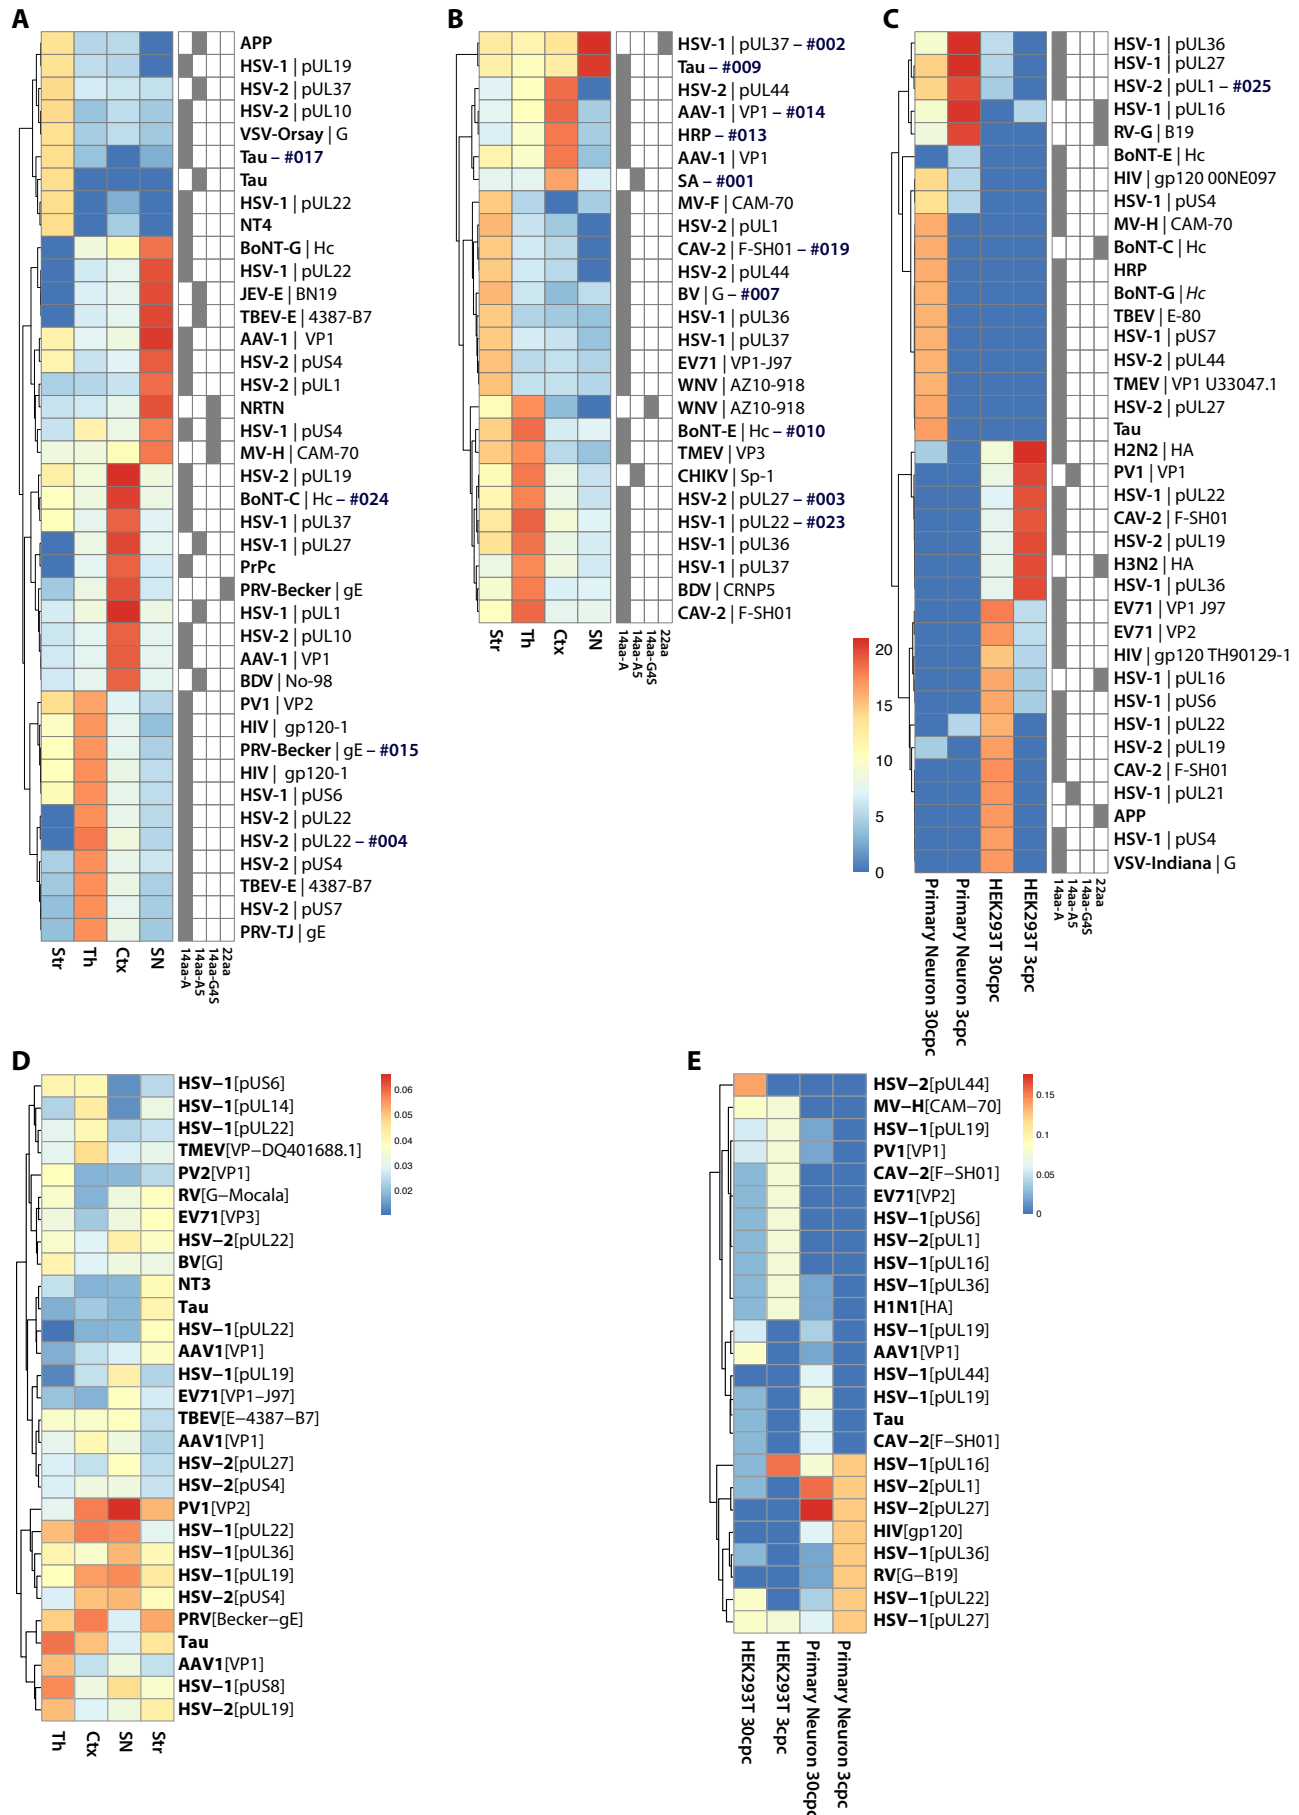 A
APP
HSV-1 | pUL19
HSV-2 | pUL37
HSV-2 | pUL10
VSV-Orsay | G
Tau – #017
Tau
HSV-1 | pUL22
NT4
BoNT-G | Hc
HSV-1 | pUL22
JEV-E | BN19
TBEV-E | 4387-B7
AAV-1 | VP1
HSV-2 | pUS4
HSV-2 | pUL1
NRTN
HSV-1 | pUS4
MV-H | CAM-70
HSV-2 | pUL19
BoNT-C | Hc – #024
HSV-1 | pUL37
HSV-1 | pUL27
PrPc
PRV-Becker | gE
HSV-1 | pUL1
HSV-2 | pUL10
AAV-1 | VP1
BDV | No-98
PV1 | VP2
HIV | gp120-1
PRV-Becker | gE – #015
HIV | gp120-1
HSV-1 | pUS6
HSV-2 | pUL22
HSV-2 | pUL22 – #004
HSV-2 | pUS4
TBEV-E | 4387-B7
HSV-2 | pUS7
PRV-TJ | gE
Str
Th
Ctx
SN
14aa-A
14aa-A5
14aa-G4S
22aa
B
HSV-1 | pUL37 – #002
Tau – #009
HSV-2 | pUL44
AAV-1 | VP1 – #014
HRP – #013
AAV-1 | VP1
SA – #001
MV-F | CAM-70
HSV-2 | pUL1
CAV-2 | F-SH01 – #019
HSV-2 | pUL44
BV | G – #007
HSV-1 | pUL36
HSV-1 | pUL37
EV71 | VP1-J97
WNV | AZ10-918
WNV | AZ10-918
BoNT-E | Hc – #010
TMEV | VP3
CHIKV | Sp-1
HSV-2 | pUL27 – #003
HSV-1 | pUL22 – #023
HSV-1 | pUL36
HSV-1 | pUL37
BDV | CRNP5
CAV-2 | F-SH01
Str
Th
Ctx
SN
14aa-A
14aa-A5
14aa-G4S
22aa
20
15
10
5
0
C
HSV-1 | pUL36
HSV-1 | pUL27
HSV-2 | pUL1 – #025
HSV-1 | pUL16
RV-G | B19
BoNT-E | Hc
HIV | gp120 00NE097
HSV-1 | pUS4
MV-H | CAM-70
BoNT-C | Hc
HRP
BoNT-G | Hc
TBEV | E-80
HSV-1 | pUS7
HSV-2 | pUL44
TMEV | VP1 U33047.1
HSV-2 | pUL27
Tau
H2N2 | HA
PV1 | VP1
HSV-1 | pUL22
CAV-2 | F-SH01
HSV-2 | pUL19
H3N2 | HA
HSV-1 | pUL36
EV71 | VP1 J97
EV71 | VP2
HIV | gp120 TH90129-1
HSV-1 | pUL16
HSV-1 | pUS6
HSV-1 | pUL22
HSV-2 | pUL19
CAV-2 | F-SH01
HSV-1 | pUL21
APP
HSV-1 | pUS4
VSV-Indiana | G
Primary Neuron 30cpc
Primary Neuron 3cpc
HEK293T 30cpc
HEK293T 3cpc
14aa-A
14aa-A5
14aa-G4S
22aa
D
HSV−1[pUS6]
HSV−1[pUL14]
HSV−1[pUL22]
TMEV[VP−DQ401688.1]
PV2[VP1]
RV[G−Mocala]
EV71[VP3]
HSV−2[pUL22]
BV[G]
NT3
Tau
HSV−1[pUL22]
AAV1[VP1]
HSV−1[pUL19]
EV71[VP1−J97]
TBEV[E−4387−B7]
AAV1[VP1]
HSV−2[pUL27]
HSV−2[pUS4]
PV1[VP2]
HSV−1[pUL22]
HSV−1[pUL36]
HSV−1[pUL19]
HSV−2[pUS4]
PRV[Becker−gE]
Tau
AAV1[VP1]
HSV−1[pUS8]
HSV−2[pUL19]
Th
Ctx
SN
Str
0.06
0.05
0.04
0.03
0.02
E
HSV−2[pUL44]
MV−H[CAM−70]
HSV−1[pUL19]
PV1[VP1]
CAV−2[F−SH01]
EV71[VP2]
HSV−1[pUS6]
HSV−2[pUL1]
HSV−1[pUL16]
HSV−1[pUL36]
H1N1[HA]
HSV−1[pUL19]
AAV1[VP1]
HSV−1[pUL44]
HSV−1[pUL19]
Tau
CAV−2[F−SH01]
HSV−1[pUL16]
HSV−2[pUL1]
HSV−2[pUL27]
HIV[gp120]
HSV−1[pUL36]
RV[G−B19]
HSV−1[pUL22]
HSV−1[pUL27]
HEK293T 30cpc
HEK293T 3cpc
Primary Neuron 30cpc
Primary Neuron 3cpc
0.15
0.1
0.05
0